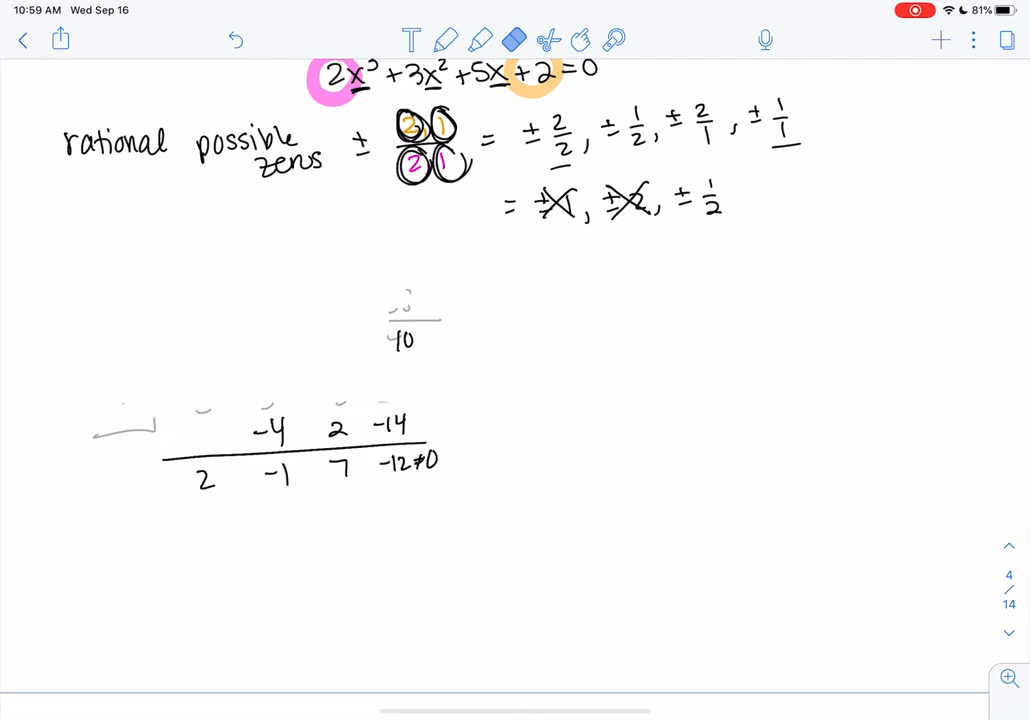 10:59 AM Wed Sep 16 81%
T
2x³ + 3x² + 5x + 2 = 0
rational possible zeros ± 2, 1 / 2, 1 = ± 2/2, ± 1/2, ± 2/1, ± 1/1
= ±1, ±2, ± 1/2
40
-4 2 -14
2 -1 7 -12≠0
4
/
14